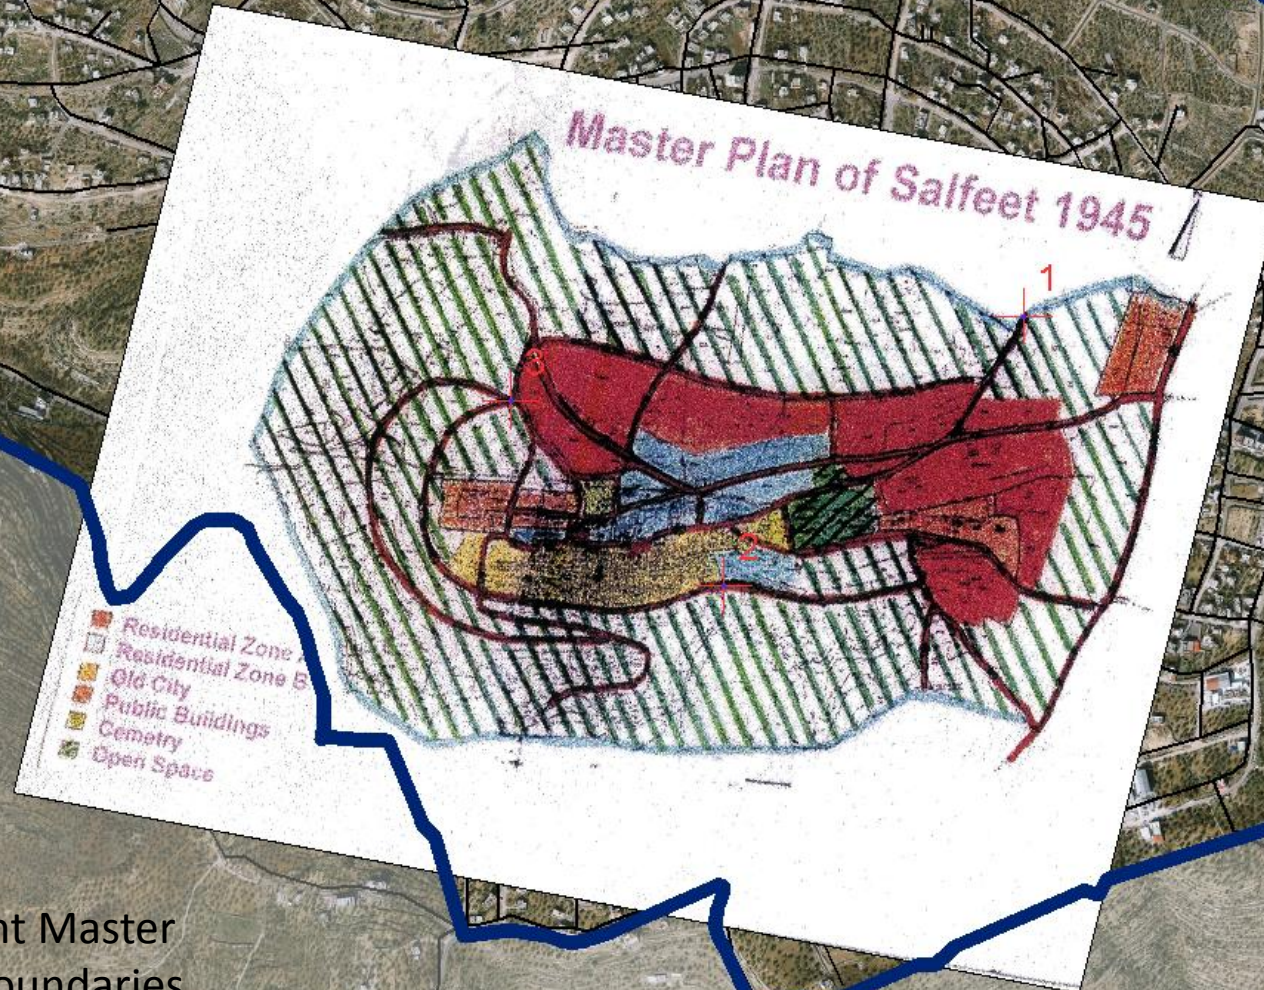 Master Plan of Salfeet 1945
1
3
2
Residential Zone
Residential Zone B
Old City
Public Buildings
Cemetry
Open Space
Master